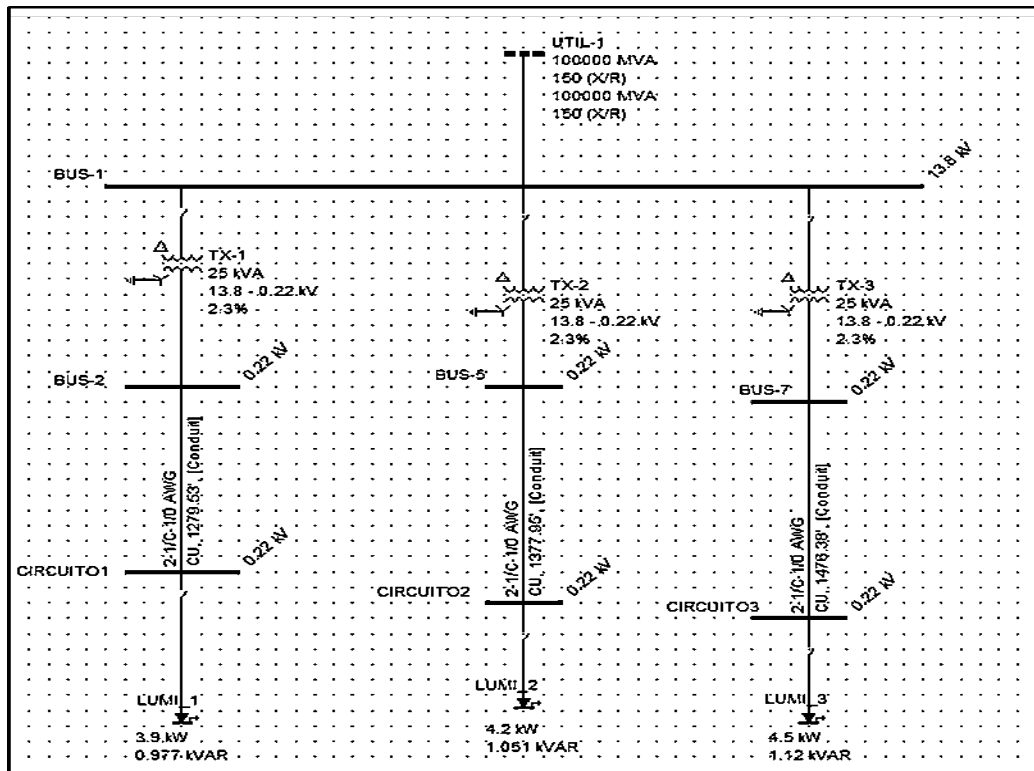 UTIL-1
100000 MVA
150 (X/R)
100000 MVA
150 (X/R)
BUS-1
13.8 kV
TX-1
25 kVA
13.8 - 0.22 kV
2.3%
TX-2
25 kVA
13.8 - 0.22 kV
2.3%
TX-3
25 kVA
13.8 - 0.22 kV
2.3%
BUS-2
0.22 kV
BUS-5
0.22 kV
BUS-7
0.22 kV
2-1/C-1/0 AWG
CU, 1279.53', [Conduit]
2-1/C-1/0 AWG
CU, 1377.95', [Conduit]
2-1/C-1/0 AWG
CU, 1476.38', [Conduit]
CIRCUITO1
0.22 kV
CIRCUITO2
0.22 kV
CIRCUITO3
0.22 kV
LUMI_1
3.9 kW
0.977 kVAR
LUMI_2
4.2 kW
1.051 kVAR
LUMI_3
4.5 kW
1.12 kVAR